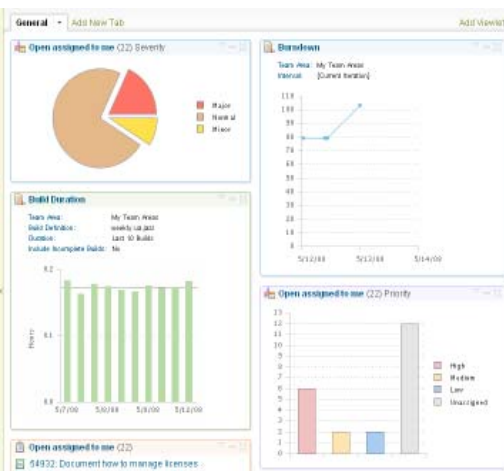 General
Add New Tab
Add Viewlet
Open assigned to me (22) Severity
Major
Normal
Minor
Build Duration
Team Area: My Team Areas
Build Definition: weekly
Duration: Last 10 Builds
Include Incomplete Builds: No
0.2
0.1
0.0
Hours
5/7/08 5/8/08 5/9/08 5/12/08
Open assigned to me (22)
54932: Document how to manage licenses
Burndown
Team Area: My Team Areas
Interval: [Current Iteration]
110
100
90
80
70
60
50
40
30
20
10
0
5/12/08 5/13/08 5/14/08
Open assigned to me (22) Priority
13
12
11
10
9
8
7
6
5
4
3
2
1
0
High
Medium
Low
Unassigned